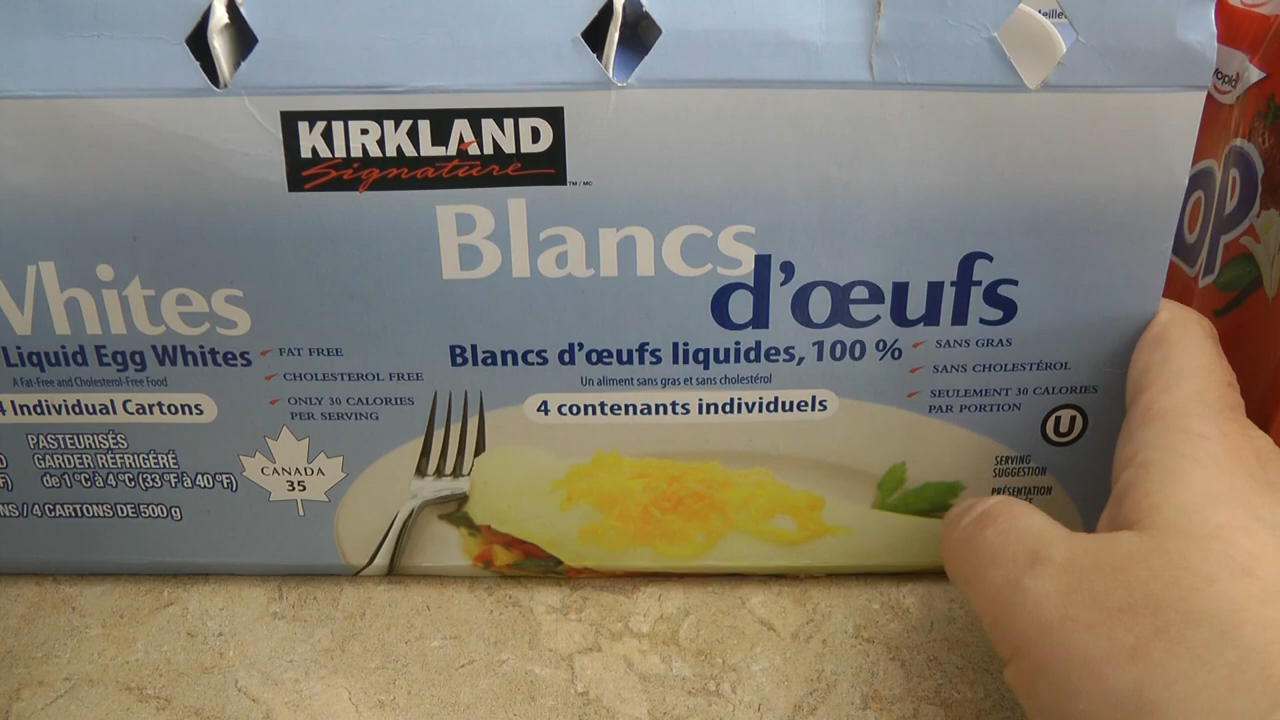 KIRKLAND
Signature
TM / MC
Blancs
d'œufs
Blancs d'œufs liquides, 100 %
Un aliment sans gras et sans cholestérol
4 contenants individuels
SANS GRAS
SANS CHOLESTÉROL
SEULEMENT 30 CALORIES
PAR PORTION
U
SERVING
SUGGESTION
PRÉSENTATION
Whites
Liquid Egg Whites
A Fat-Free and Cholesterol-Free Food
4 Individual Cartons
FAT FREE
CHOLESTEROL FREE
ONLY 30 CALORIES
PER SERVING
PASTEURISÉS
GARDER RÉFRIGÉRÉ
de 1 °C à 4 °C (33 °F à 40 °F)
/ 4 CARTONS DE 500 g
CANADA
35